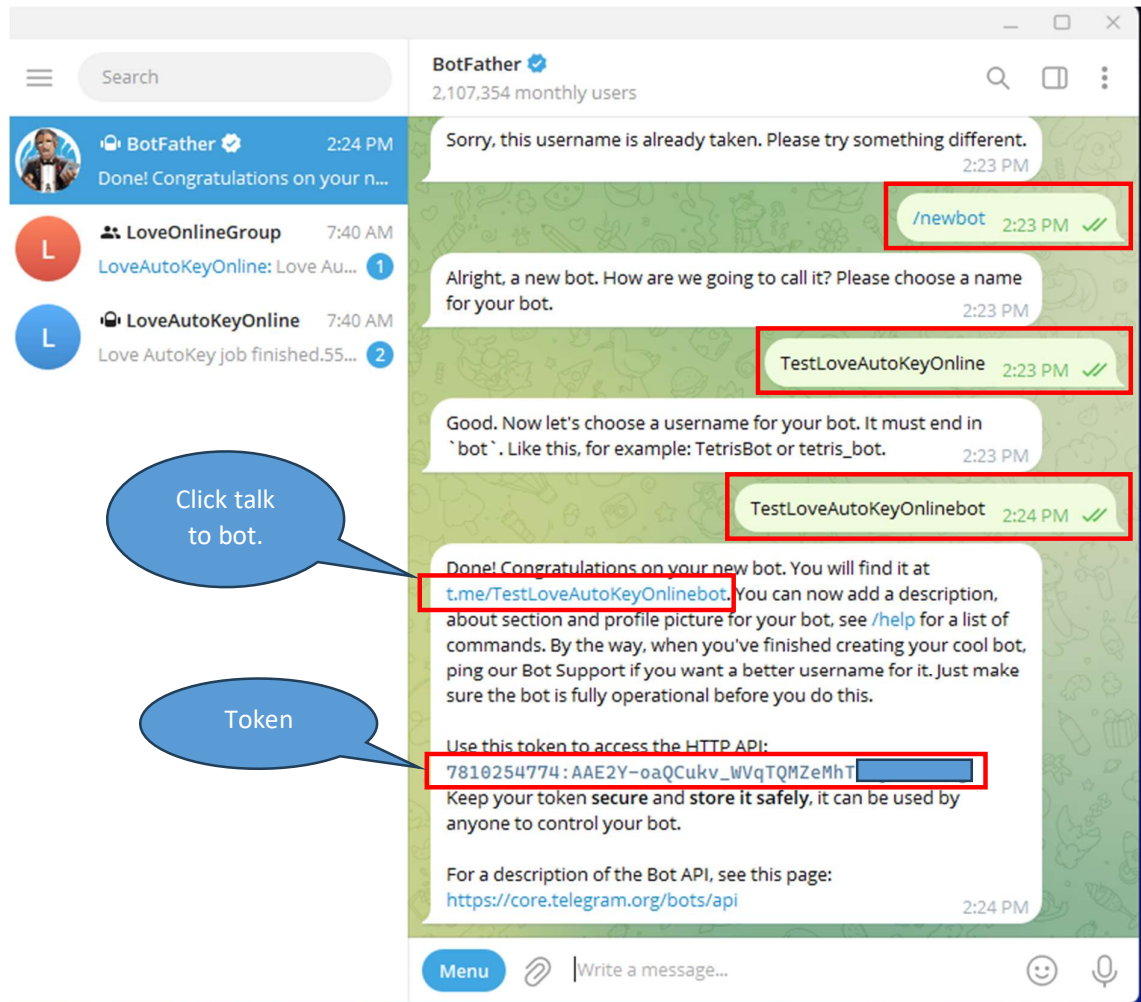 Search
BotFather
2:24 PM
Done! Congratulations on your n...
L
LoveOnlineGroup
7:40 AM
LoveAutoKeyOnline: Love Au...
1
L
LoveAutoKeyOnline
7:40 AM
Love AutoKey job finished.55...
2
Click talk
to bot.
Token
BotFather
2,107,354 monthly users
Sorry, this username is already taken. Please try something different.
2:23 PM
/newbot 2:23 PM
Alright, a new bot. How are we going to call it? Please choose a name
for your bot.
2:23 PM
TestLoveAutoKeyOnline 2:23 PM
Good. Now let's choose a username for your bot. It must end in
`bot`. Like this, for example: TetrisBot or tetris_bot.
2:23 PM
TestLoveAutoKeyOnlinebot 2:24 PM
Done! Congratulations on your new bot. You will find it at
t.me/TestLoveAutoKeyOnlinebot. You can now add a description,
about section and profile picture for your bot, see /help for a list of
commands. By the way, when you've finished creating your cool bot,
ping our Bot Support if you want a better username for it. Just make
sure the bot is fully operational before you do this.
Use this token to access the HTTP API:
7810254774:AAE2Y-oaQCukv_WVqTQMZeMhT
Keep your token secure and store it safely, it can be used by
anyone to control your bot.
For a description of the Bot API, see this page:
https://core.telegram.org/bots/api
2:24 PM
Menu
Write a message...